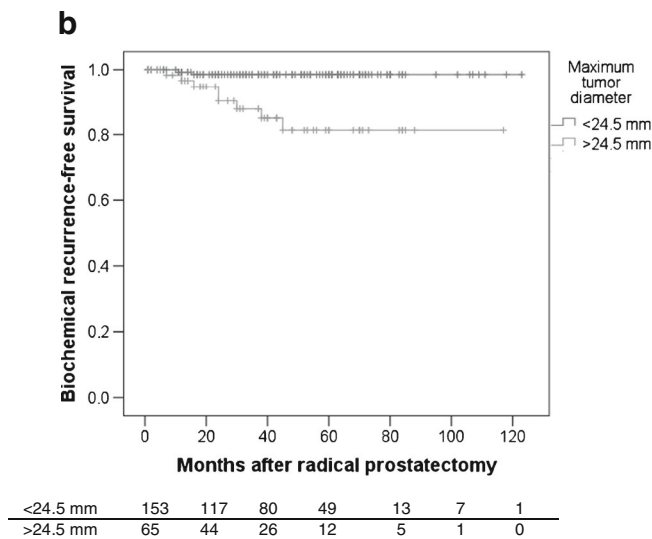 b
Biochemical recurrence-free survival
1.0
0.8
0.6
0.4
0.2
0.0
0 20 40 60 80 100 120
Months after radical prostatectomy
Maximum
tumor
diameter
<24.5 mm
>24.5 mm
<24.5 mm 153 117 80 49 13 7 1
>24.5 mm 65 44 26 12 5 1 0